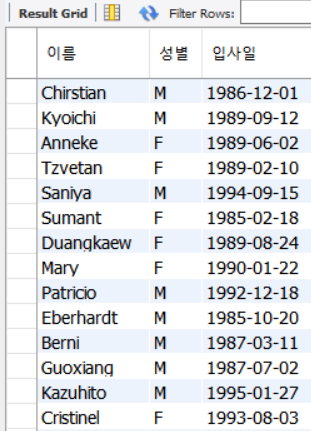 Result Grid Filter Rows:
이름 성별 입사일
Chirstian M 1986-12-01
Kyoichi M 1989-09-12
Anneke F 1989-06-02
Tzvetan F 1989-02-10
Saniya M 1994-09-15
Sumant F 1985-02-18
Duangkaew F 1989-08-24
Mary F 1990-01-22
Patricio M 1992-12-18
Eberhardt M 1985-10-20
Berni M 1987-03-11
Guoxiang M 1987-07-02
Kazuhito M 1995-01-27
Cristinel F 1993-08-03